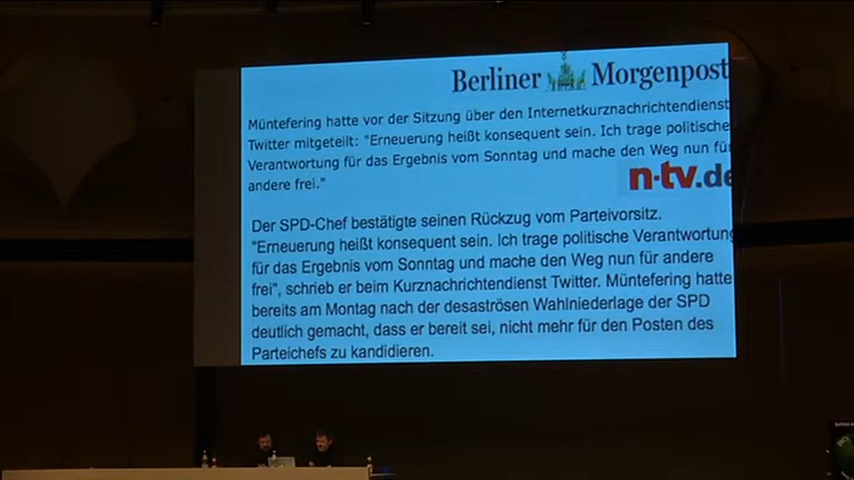 Berliner Morgenpost
Müntefering hatte vor der Sitzung über den Internetkurznachrichtendienst
Twitter mitgeteilt: "Erneuerung heißt konsequent sein. Ich trage politische
Verantwortung für das Ergebnis vom Sonntag und mache den Weg nun für
andere frei."
n-tv.de
Der SPD-Chef bestätigte seinen Rückzug vom Parteivorsitz.
"Erneuerung heißt konsequent sein. Ich trage politische Verantwortung
für das Ergebnis vom Sonntag und mache den Weg nun für andere
frei", schrieb er beim Kurznachrichtendienst Twitter. Müntefering hatte
bereits am Montag nach der desaströsen Wahlniederlage der SPD
deutlich gemacht, dass er bereit sei, nicht mehr für den Posten des
Parteichefs zu kandidieren.